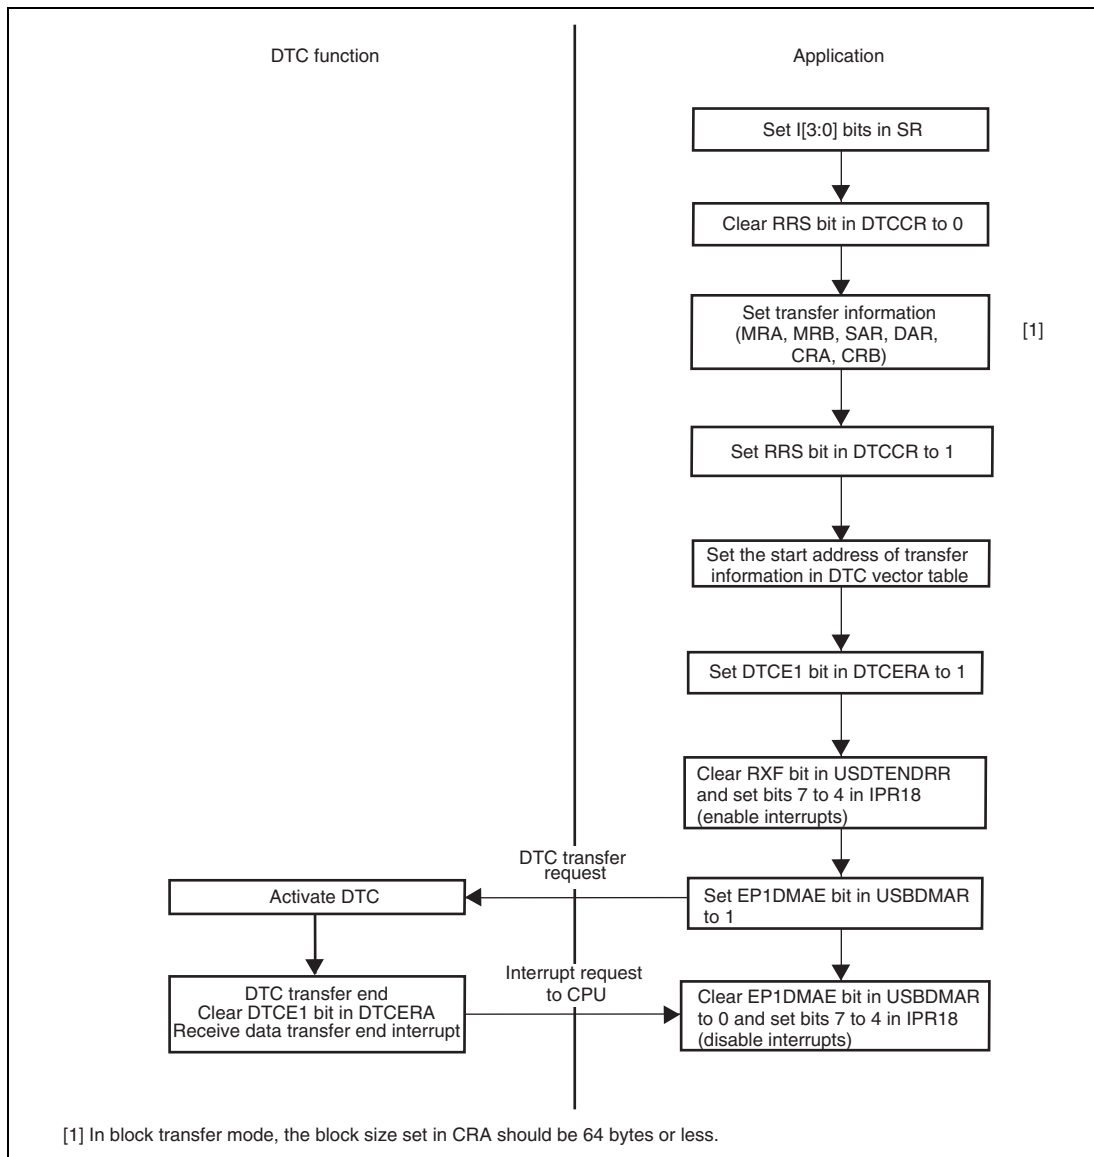 DTC function
Application
Set I[3:0] bits in SR
Clear RRS bit in DTCCR to 0
Set transfer information
(MRA, MRB, SAR, DAR,
CRA, CRB)
[1]
Set RRS bit in DTCCR to 1
Set the start address of transfer
information in DTC vector table
Set DTCE1 bit in DTCERA to 1
Clear RXF bit in USDTENDRR
and set bits 7 to 4 in IPR18
(enable interrupts)
DTC transfer
request
Activate DTC
Set EP1DMAE bit in USBDMAR
to 1
Interrupt request
to CPU
DTC transfer end
Clear DTCE1 bit in DTCERA
Receive data transfer end interrupt
Clear EP1DMAE bit in USBDMAR
to 0 and set bits 7 to 4 in IPR18
(disable interrupts)
[1] In block transfer mode, the block size set in CRA should be 64 bytes or less.